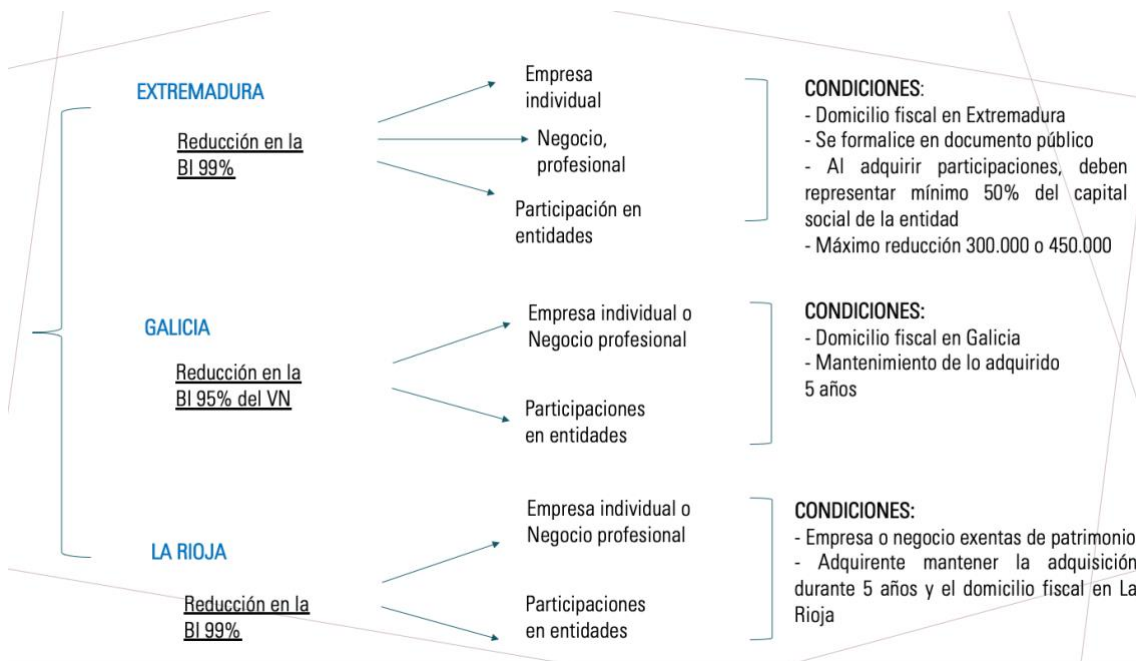 EXTREMADURA
Reducción en la
BI 99%
Empresa
individual
Negocio,
profesional
Participación en
entidades
CONDICIONES:
- Domicilio fiscal en Extremadura
- Se formalice en documento público
- Al adquirir participaciones, deben
representar mínimo 50% del capital
social de la entidad
- Máximo reducción 300.000 o 450.000
GALICIA
Reducción en la
BI 95% del VN
Empresa individual o
Negocio profesional
Participaciones
en entidades
CONDICIONES:
- Domicilio fiscal en Galicia
- Mantenimiento de lo adquirido
5 años
LA RIOJA
Reducción en la
BI 99%
Empresa individual o
Negocio profesional
Participaciones
en entidades
CONDICIONES:
- Empresa o negocio exentas de patrimonio
- Adquirente mantener la adquisición
durante 5 años y el domicilio fiscal en La
Rioja